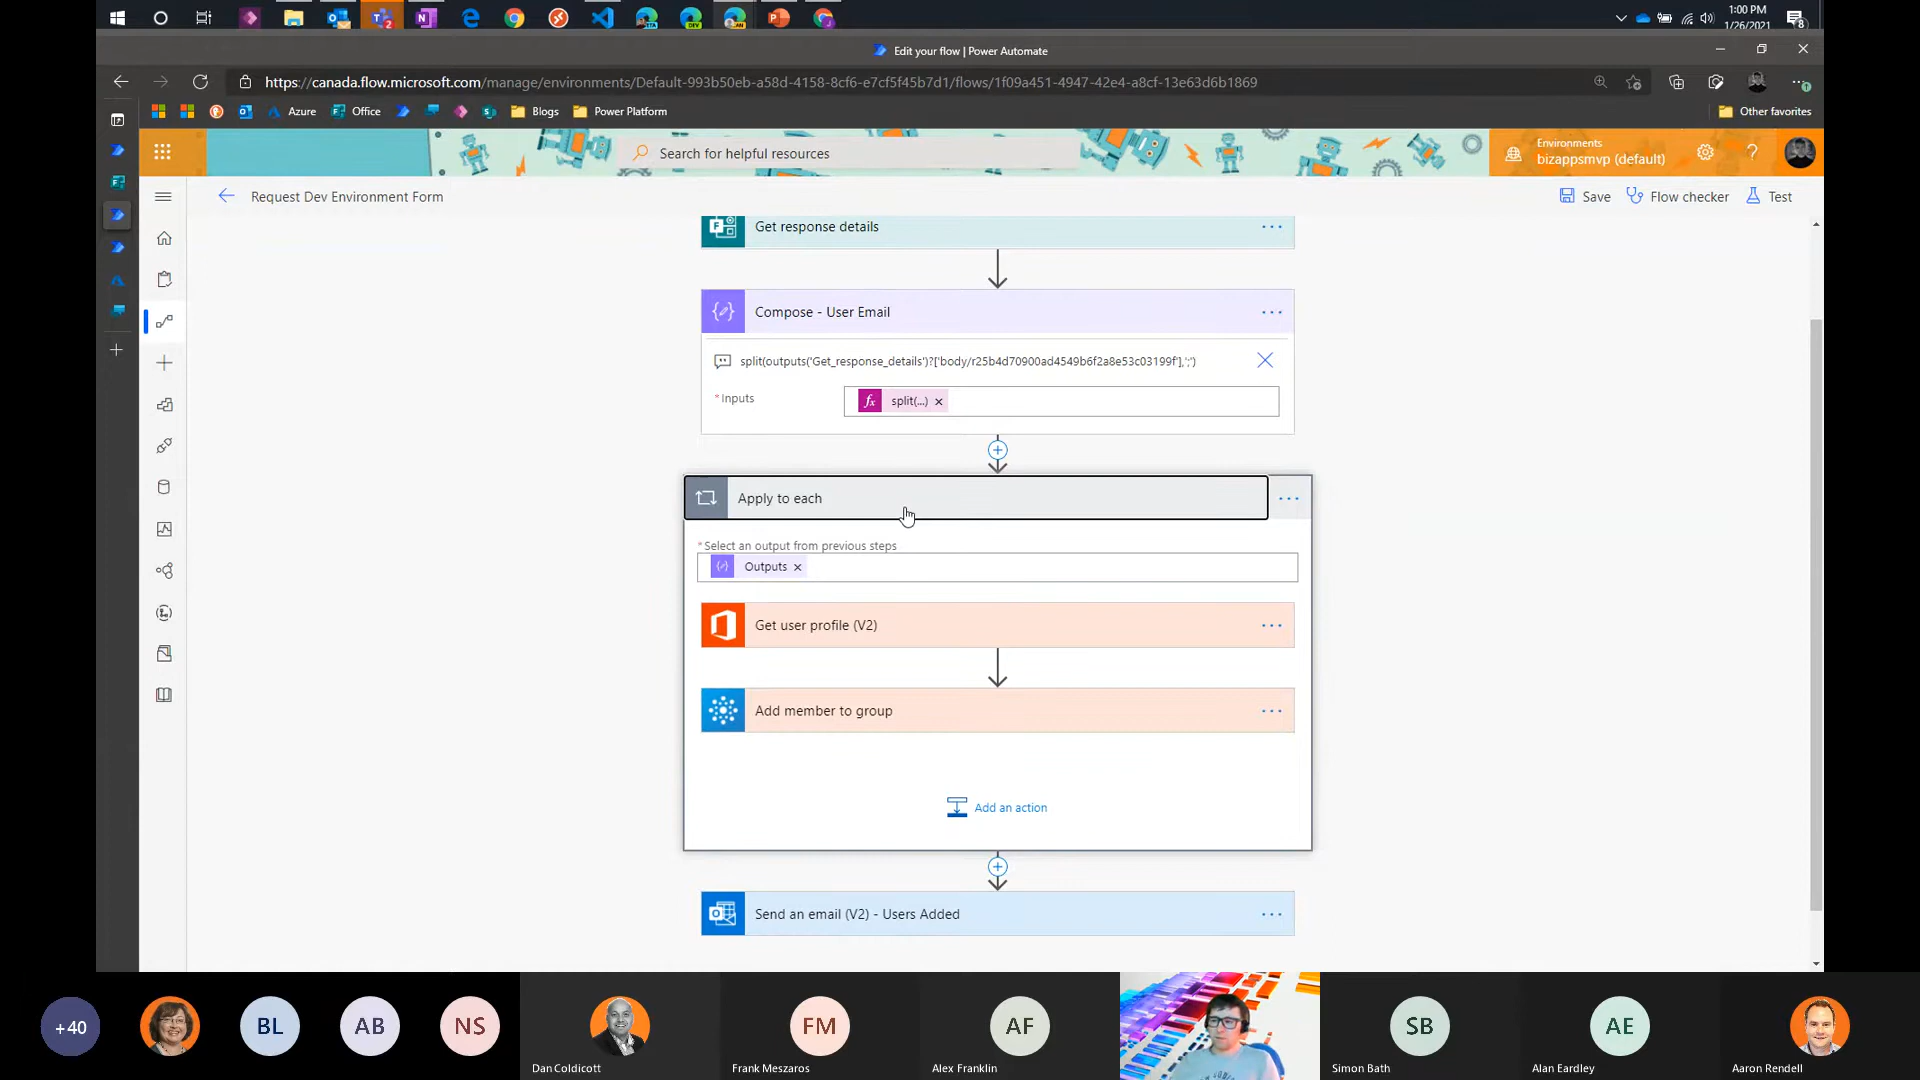 1:00 PM
1/26/2021
8
2
Edit your flow | Power Automate
https://canada.flow.microsoft.com/manage/environments/Default-993b50eb-a58d-4158-8cf6-e7cf5f45b7d1/flows/1f09a451-4947-42e4-a8cf-13e63d6b1869
Azure
Office
Blogs
Power Platform
Other favorites
Search for helpful resources
Environments
bizappsmvp (default)
Request Dev Environment Form
Save
Flow checker
Test
Get response details
Compose - User Email
split(outputs('Get_response_details')?['body/r25b4d70900ad4549b6f2a8e53c03199f'],';')
* Inputs
fx split(...) ×
Apply to each
* Select an output from previous steps
Outputs ×
Get user profile (V2)
Add member to group
Add an action
Send an email (V2) - Users Added
+40
BL
AB
NS
FM
AF
SB
AE
Dan Coldicott
Frank Meszaros
Alex Franklin
Simon Bath
Alan Eardley
Aaron Rendell